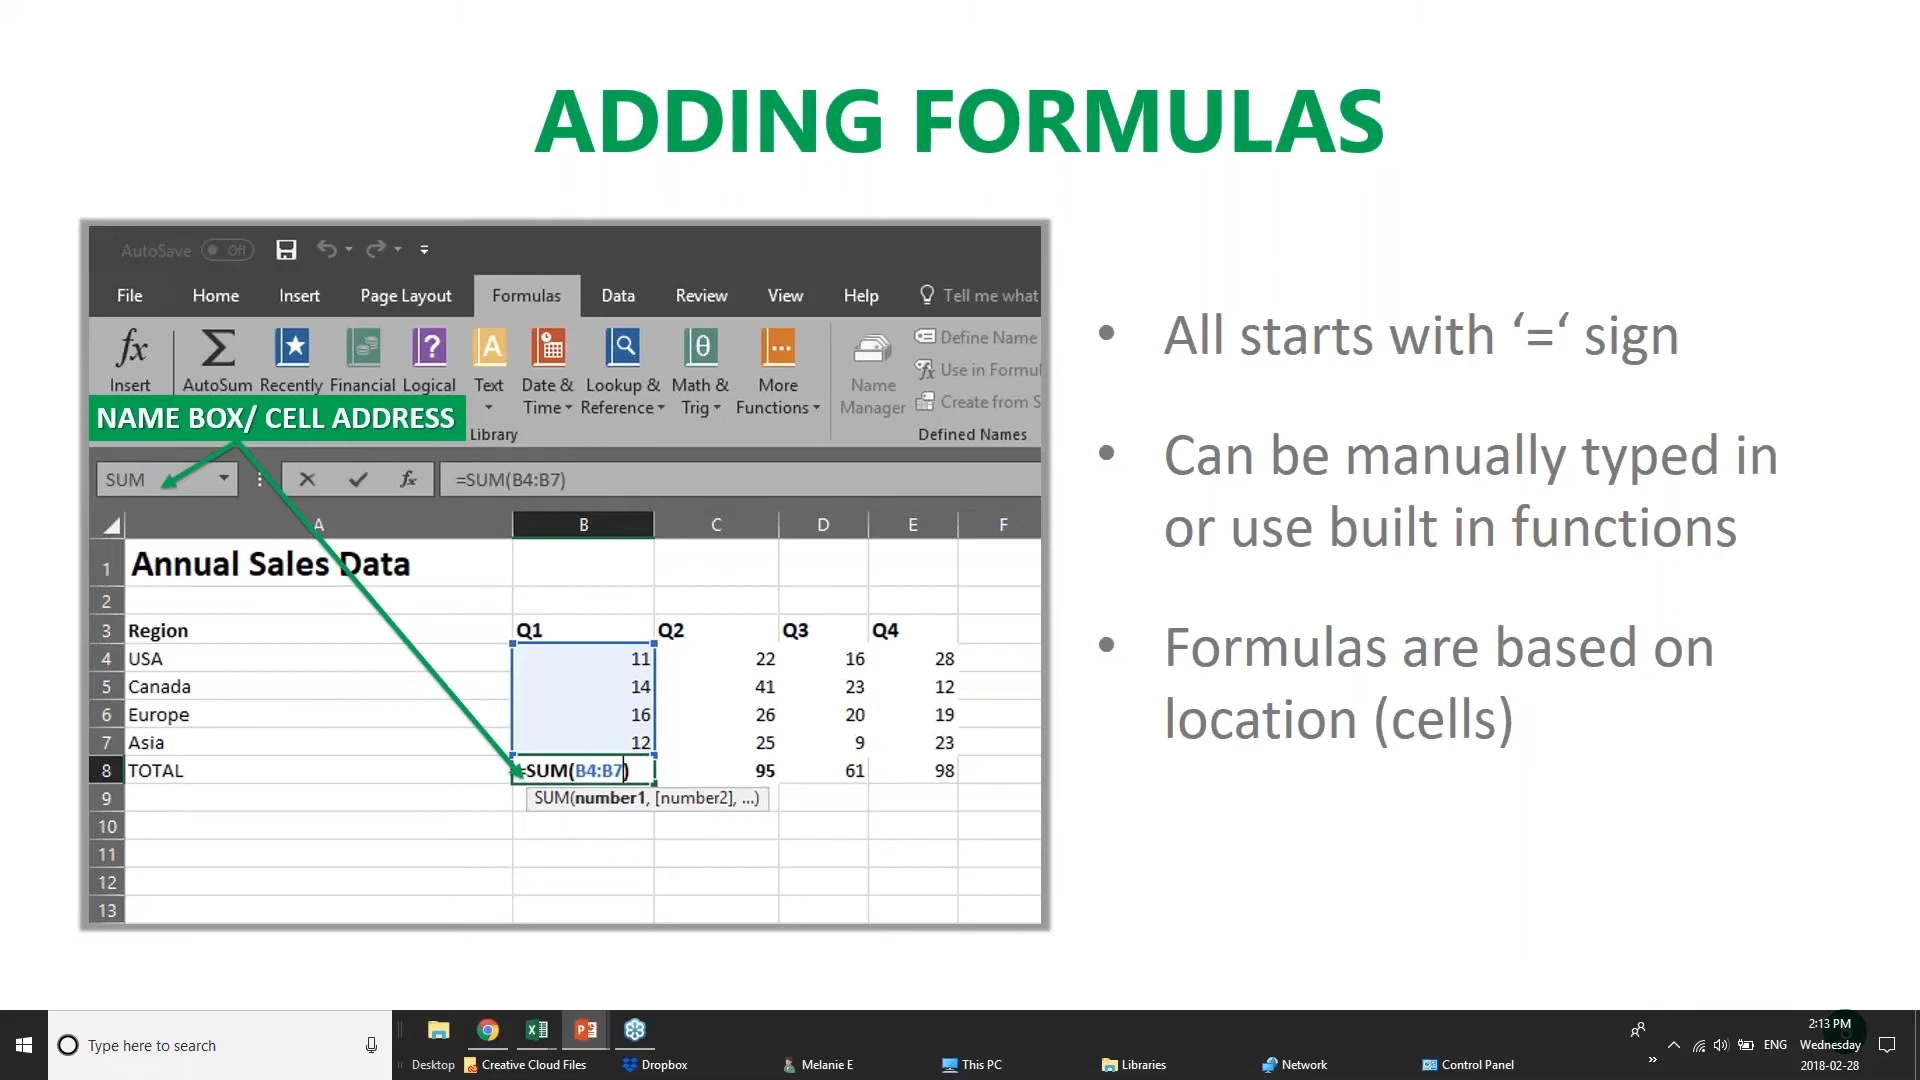 ADDING FORMULAS
AutoSave Off
File Home Insert Page Layout Formulas Data Review View Help Tell me what
fx Σ ? A θ
Insert AutoSum Recently Financial Logical Text Date & Time Lookup & Reference Math & Trig More Functions Name Manager
Define Name
Use in Formul
Create from S
NAME BOX/ CELL ADDRESS
Library Defined Names
SUM fx =SUM(B4:B7)
A B C D E F
1 Annual Sales Data
2
3 Region Q1 Q2 Q3 Q4
4 USA 11 22 16 28
5 Canada 14 41 23 12
6 Europe 16 26 20 19
7 Asia 12 25 9 23
8 TOTAL =SUM(B4:B7) 95 61 98
9 SUM(number1, [number2], ...)
10
11
12
13
• All starts with ‘=‘ sign
• Can be manually typed in
or use built in functions
• Formulas are based on
location (cells)
Type here to search
Desktop Creative Cloud Files Dropbox Melanie E This PC Libraries Network Control Panel
ENG
2:13 PM
Wednesday
2018-02-28